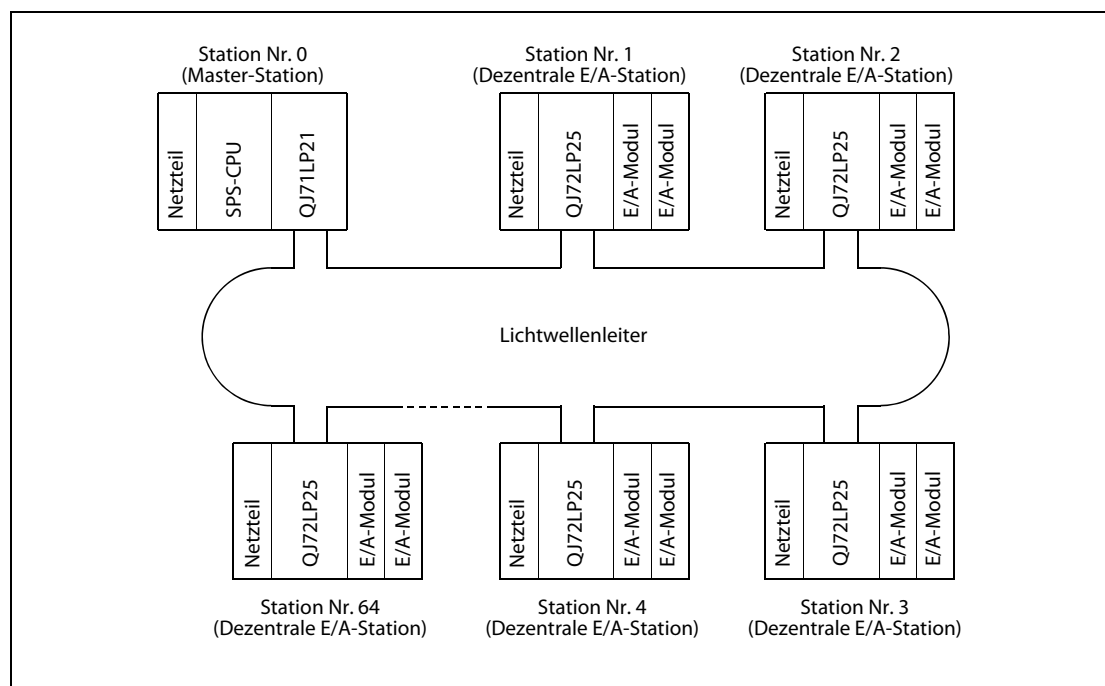 Station Nr. 0
(Master-Station)
Netzteil
SPS-CPU
QJ71LP21
Station Nr. 1
(Dezentrale E/A-Station)
Netzteil
QJ72LP25
E/A-Modul
E/A-Modul
Station Nr. 2
(Dezentrale E/A-Station)
Netzteil
QJ72LP25
E/A-Modul
E/A-Modul
Lichtwellenleiter
Netzteil
QJ72LP25
E/A-Modul
E/A-Modul
Station Nr. 64
(Dezentrale E/A-Station)
Netzteil
QJ72LP25
E/A-Modul
E/A-Modul
Station Nr. 4
(Dezentrale E/A-Station)
Netzteil
QJ72LP25
E/A-Modul
E/A-Modul
Station Nr. 3
(Dezentrale E/A-Station)